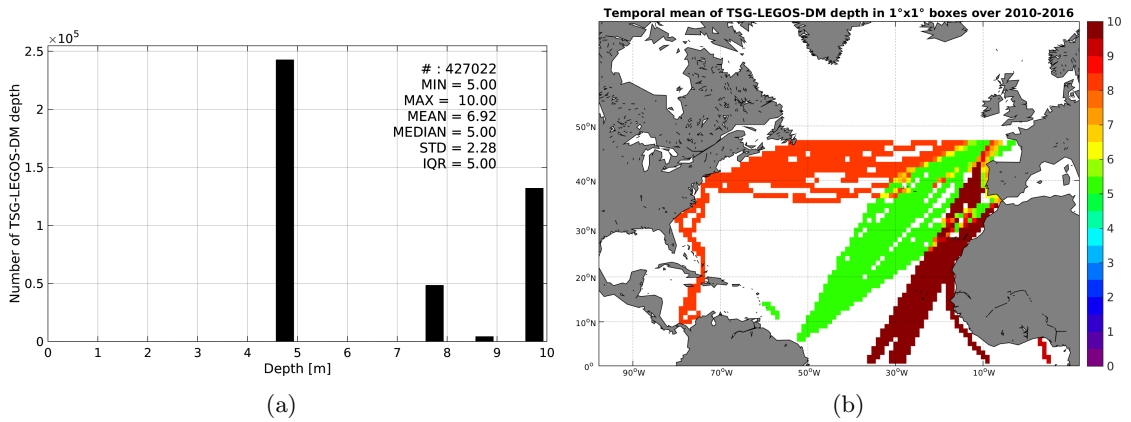 ×10⁵
2.5
2
1.5
1
0.5
0
Number of TSG-LEGOS-DM depth
# : 427022
MIN = 5.00
MAX = 10.00
MEAN = 6.92
MEDIAN = 5.00
STD = 2.28
IQR = 5.00
0 1 2 3 4 5 6 7 8 9 10
Depth [m]
(a)
Temporal mean of TSG-LEGOS-DM depth in 1°x1° boxes over 2010-2016
50°N
40°N
30°N
20°N
10°N
0°
90°W 70°W 50°W 30°W 10°W
10
9
8
7
6
5
4
3
2
1
0
(b)